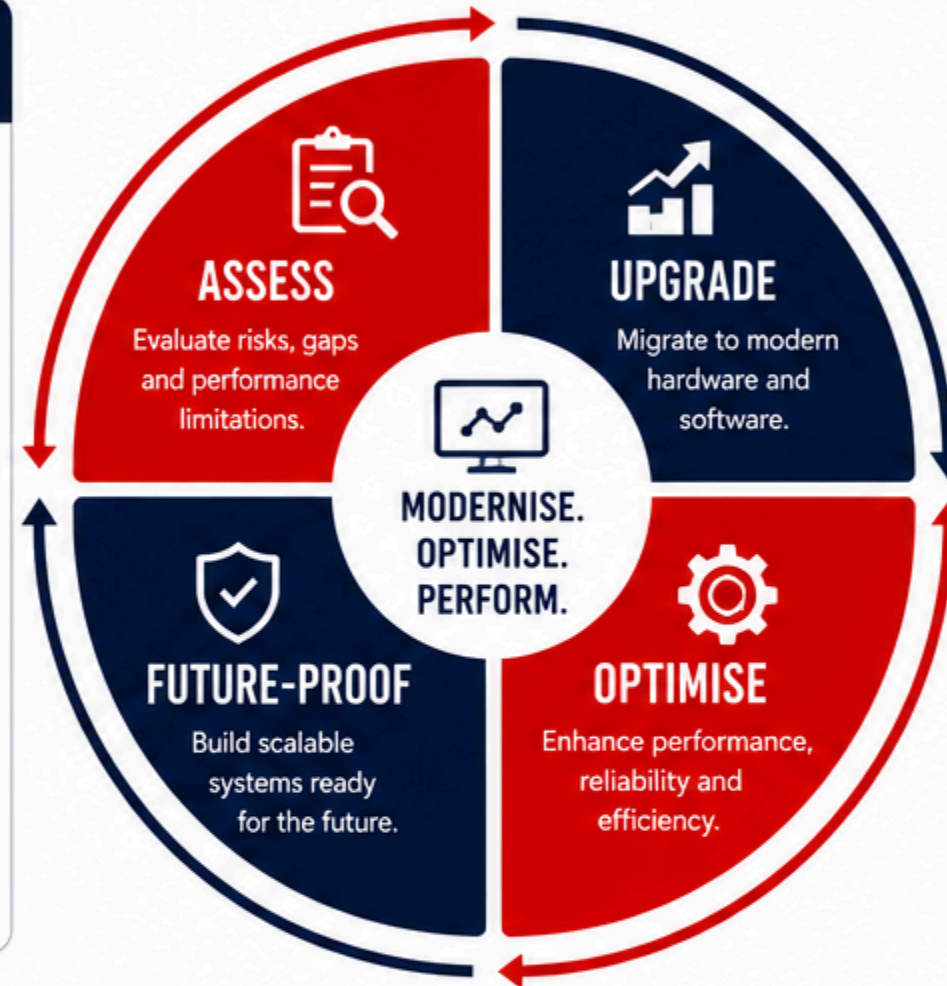 ASSESS
Evaluate risks, gaps
and performance
limitations.
UPGRADE
Migrate to modern
hardware and
software.
MODERNISE.
OPTIMISE.
PERFORM.
FUTURE-PROOF
Build scalable
systems ready
for the future.
OPTIMISE
Enhance performance,
reliability and
efficiency.